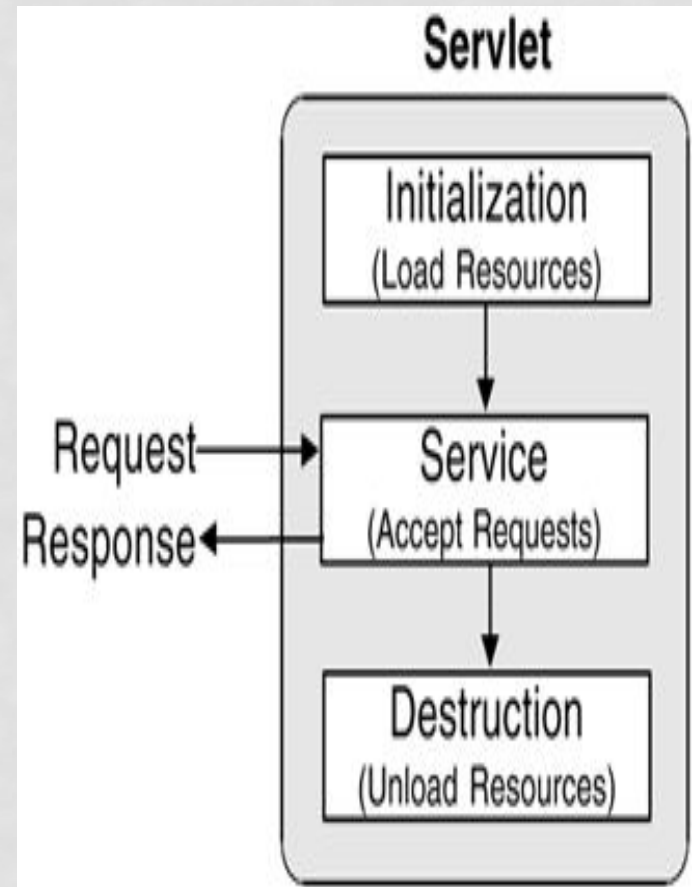 Servlet
Initialization
(Load Resources)
Request
Response
Service
(Accept Requests)
Destruction
(Unload Resources)